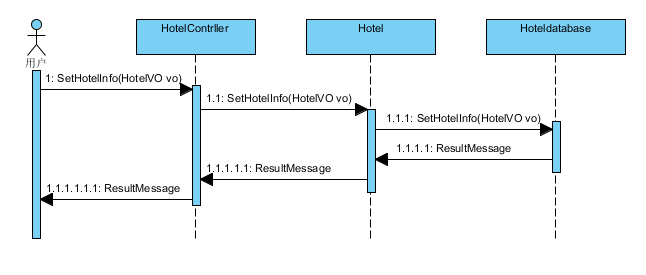 HotelContrller
Hotel
Hoteldatabase
用户
1: SetHotelInfo(HotelVO vo)
1.1: SetHotelInfo(HotelVO vo)
1.1.1: SetHotelInfo(HotelVO vo)
1.1.1.1: ResultMessage
1.1.1.1.1: ResultMessage
1.1.1.1.1.1: ResultMessage